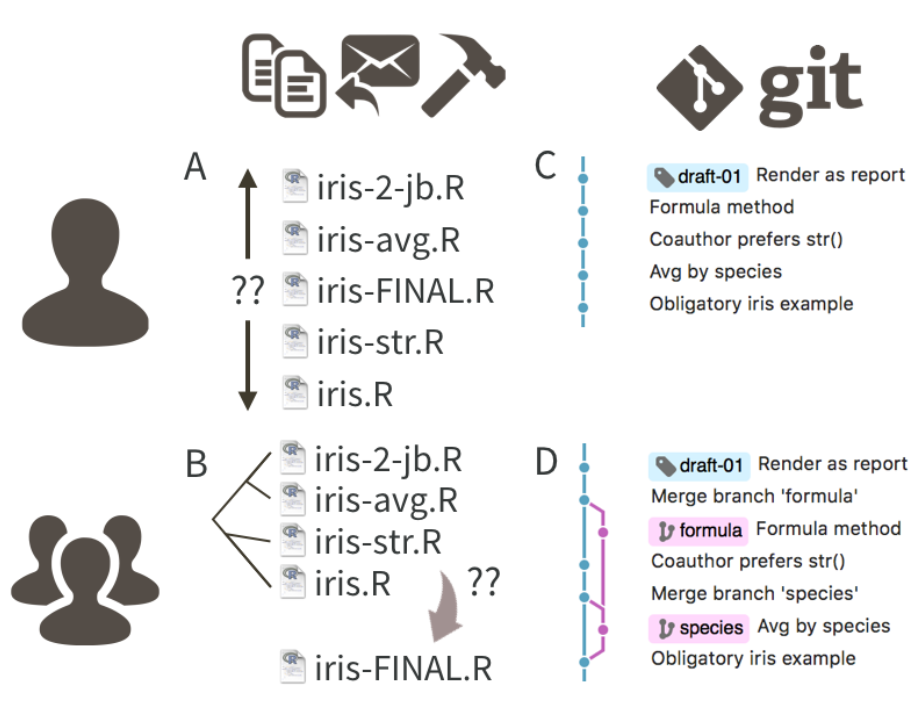 git
A
iris-2-jb.R
iris-avg.R
?? iris-FINAL.R
iris-str.R
iris.R
B
iris-2-jb.R
iris-avg.R
iris-str.R
iris.R ??
iris-FINAL.R
C
draft-01 Render as report
Formula method
Coauthor prefers str()
Avg by species
Obligatory iris example
D
draft-01 Render as report
Merge branch 'formula'
formula Formula method
Coauthor prefers str()
Merge branch 'species'
species Avg by species
Obligatory iris example